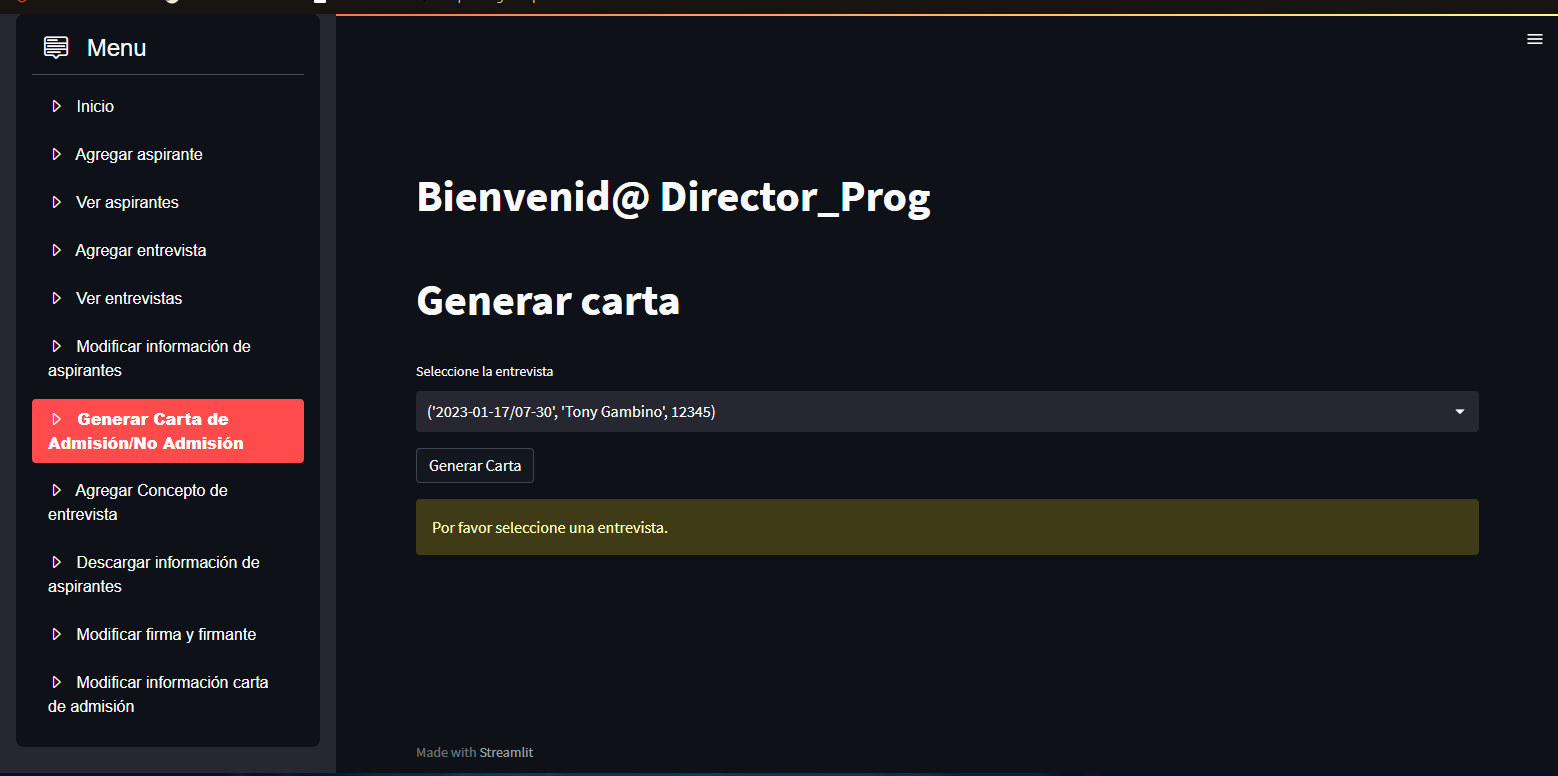 Menu
Inicio
Agregar aspirante
Ver aspirantes
Agregar entrevista
Ver entrevistas
Modificar información de
aspirantes
Generar Carta de
Admisión/No Admisión
Agregar Concepto de
entrevista
Descargar información de
aspirantes
Modificar firma y firmante
Modificar información carta
de admisión
Bienvenid@ Director_Prog
Generar carta
Seleccione la entrevista
('2023-01-17/07-30', 'Tony Gambino', 12345)
Generar Carta
Por favor seleccione una entrevista.
Made with Streamlit